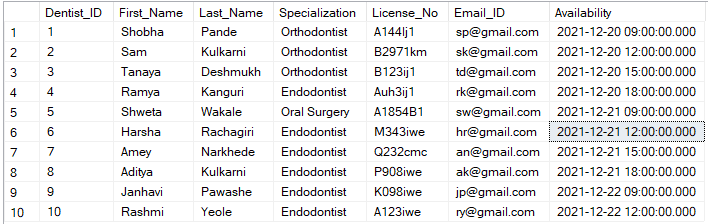 Dentist_ID First_Name Last_Name Specialization License_No Email_ID Availability
1 1 Shobha Pande Orthodontist A144lj1 sp@gmail.com 2021-12-20 09:00:00.000
2 2 Sam Kulkarni Orthodontist B2971km sk@gmail.com 2021-12-20 12:00:00.000
3 3 Tanaya Deshmukh Orthodontist B123ij1 td@gmail.com 2021-12-20 15:00:00.000
4 4 Ramya Kanguri Endodontist Auh3ij1 rk@gmail.com 2021-12-20 18:00:00.000
5 5 Shweta Wakale Oral Surgery A1854B1 sw@gmail.com 2021-12-21 09:00:00.000
6 6 Harsha Rachagiri Endodontist M343iwe hr@gmail.com 2021-12-21 12:00:00.000
7 7 Amey Narkhede Endodontist Q232cmc an@gmail.com 2021-12-21 15:00:00.000
8 8 Aditya Kulkarni Endodontist P908iwe ak@gmail.com 2021-12-21 18:00:00.000
9 9 Janhavi Pawashe Endodontist K098iwe jp@gmail.com 2021-12-22 09:00:00.000
10 10 Rashmi Yeole Endodontist A123iwe ry@gmail.com 2021-12-22 12:00:00.000